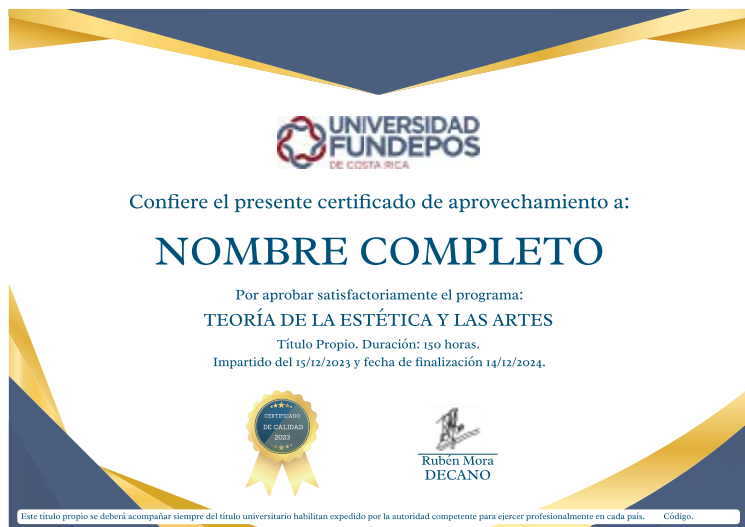 UNIVERSIDAD
FUNDEPOS
DE COSTA RICA
Confiere el presente certificado de aprovechamiento a:
NOMBRE COMPLETO
Por aprobar satisfactoriamente el programa:
TEORÍA DE LA ESTÉTICA Y LAS ARTES
Título Propio. Duración: 150 horas.
Impartido del 15/12/2023 y fecha de finalización 14/12/2024.
CERTIFICADO
DE CALIDAD
2023
Rubén Mora
DECANO
Este título propio se deberá acompañar siempre del título universitario habilitan expedido por la autoridad competente para ejercer profesionalmente en cada país. Código.